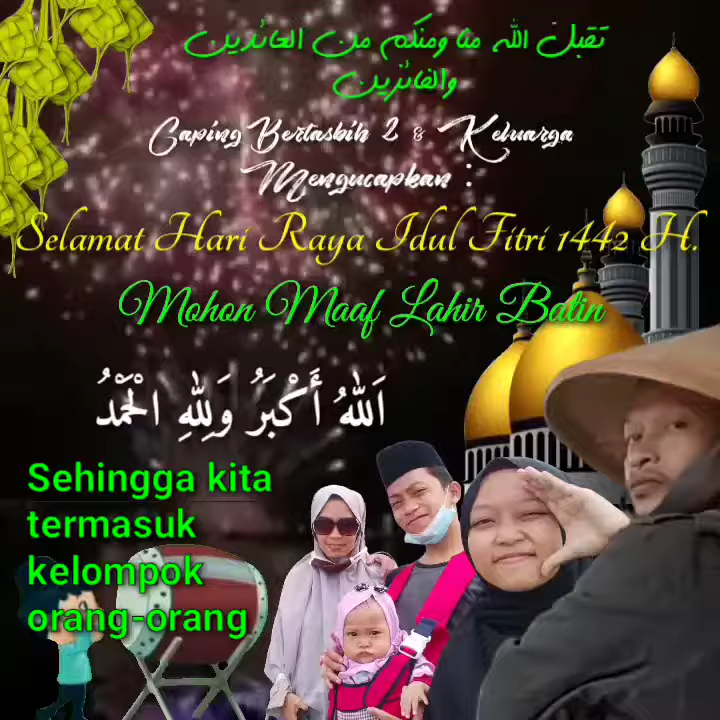 تقبل الله منا ومنكم من العائدين
والفائزين
Caping Bertasbih 2 & Keluarga
Mengucapkan :
Selamat Hari Raya Idul Fitri 1442 H.
Mohon Maaf Lahir Batin
اَللهُ أَكْبَرُ وَلِلّٰهِ الْحَمْدُ
Sehingga kita
termasuk
kelompok
orang-orang